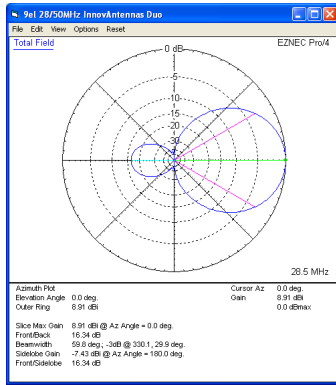 9el 28/50MHz InnovAntennas Duo
File Edit View Options Reset
Total Field
EZNEC Pro/4
0 dB
-5
-10
-15
-20
-30
28.5 MHz
Azimuth Plot
Elevation Angle 0.0 deg.
Outer Ring 8.91 dBi
Cursor Az 0.0 deg.
Gain 8.91 dBi
0.0 dBmax
Slice Max Gain 8.91 dBi @ Az Angle = 0.0 deg.
Front/Back 16.34 dB
Beamwidth 59.8 deg.; -3dB @ 330.1, 29.9 deg.
Sidelobe Gain -7.43 dBi @ Az Angle = 180.0 deg.
Front/Sidelobe 16.34 dB